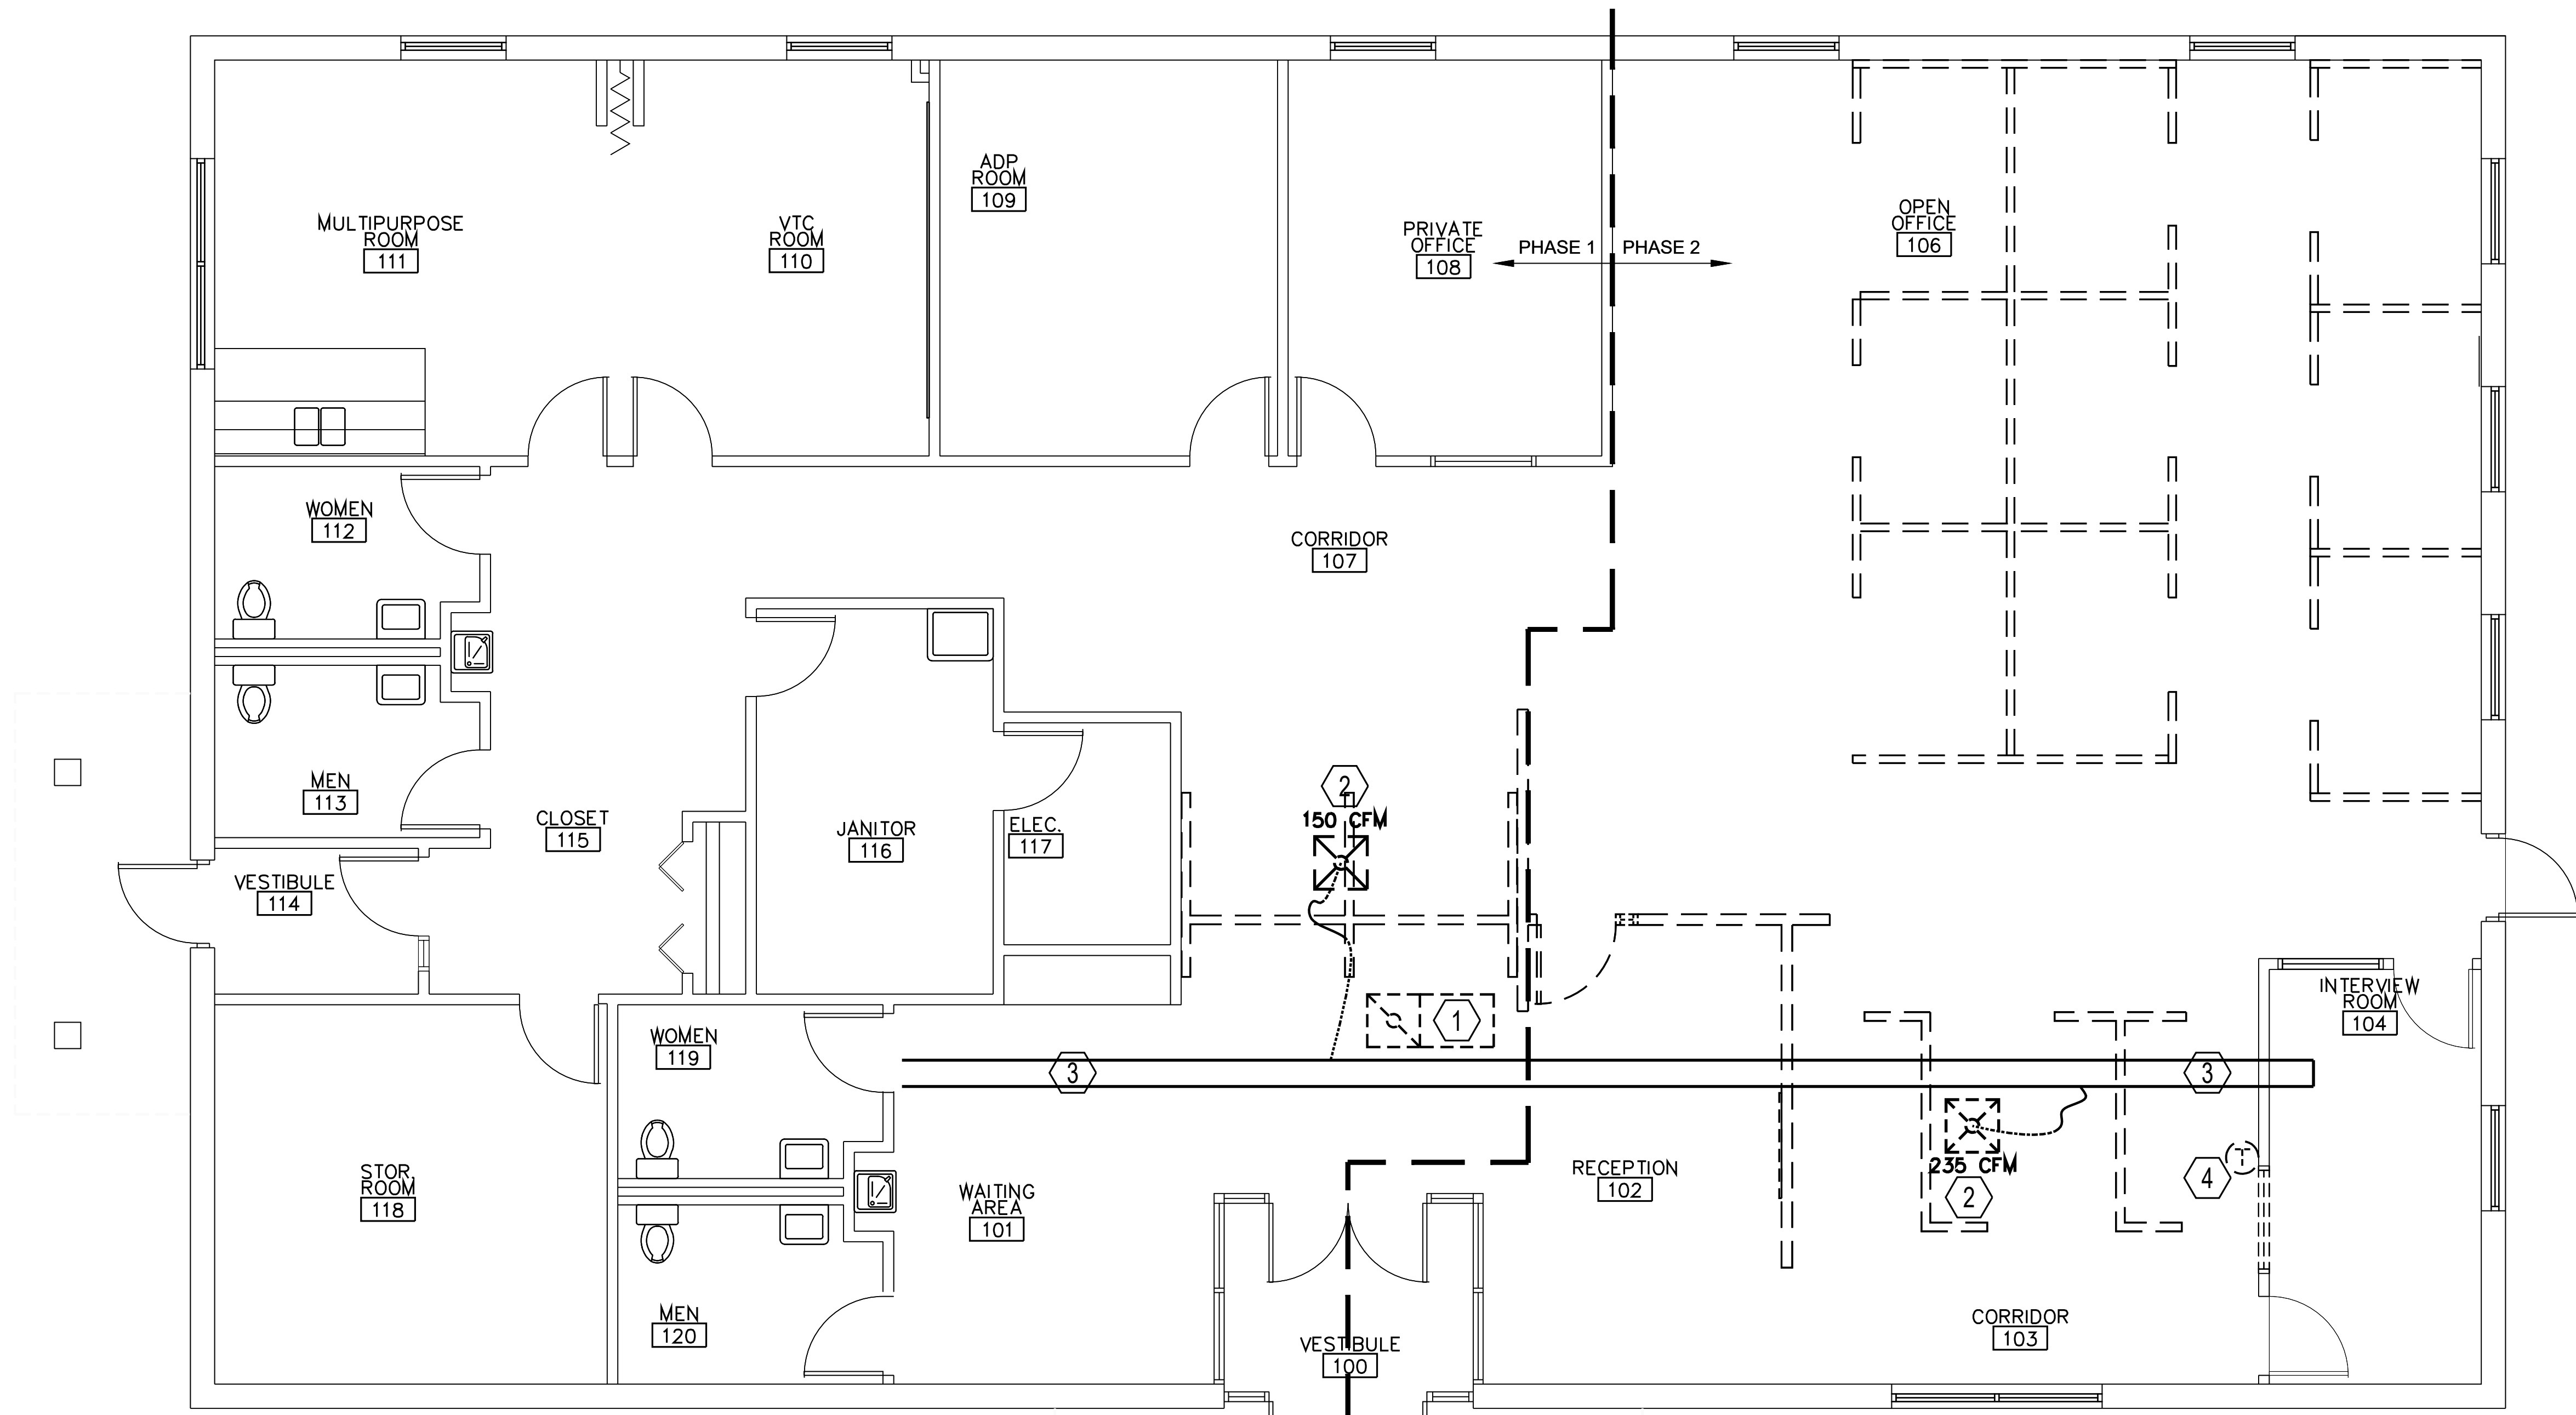 MULTIPURPOSE
ROOM
111
VTC
ROOM
110
ADP
ROOM
109
PRIVATE
OFFICE
108
PHASE 1
PHASE 2
OPEN
OFFICE
106
WOMEN
112
CORRIDOR
107
MEN
113
CLOSET
115
JANITOR
116
ELEC.
117
2
150 CFM
VESTIBULE
114
1
INTERVIEW
ROOM
104
WOMEN
119
3
3
STOR.
ROOM
118
WAITING
AREA
101
RECEPTION
102
235 CFM
2
4
MEN
120
VESTIBULE
100
CORRIDOR
103